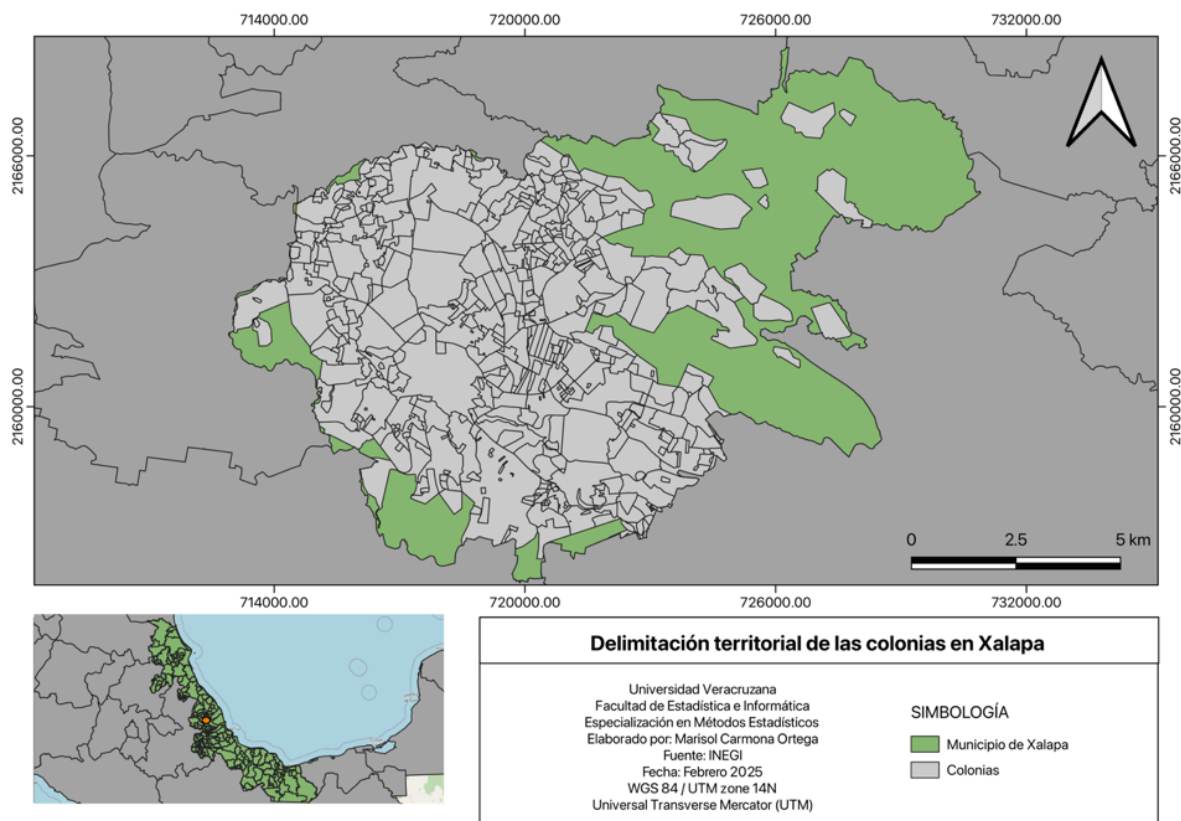 714000.00 720000.00 726000.00 732000.00
2166000.00 2166000.00
2160000.00 2160000.00
0 2.5 5 km
714000.00 720000.00 726000.00 732000.00
Delimitación territorial de las colonias en Xalapa
Universidad Veracruzana
Facultad de Estadística e Informática
Especialización en Métodos Estadísticos
Elaborado por: Marisol Carmona Ortega
Fuente: INEGI
Fecha: Febrero 2025
WGS 84 / UTM zone 14N
Universal Transverse Mercator (UTM)
SIMBOLOGÍA
Municipio de Xalapa
Colonias